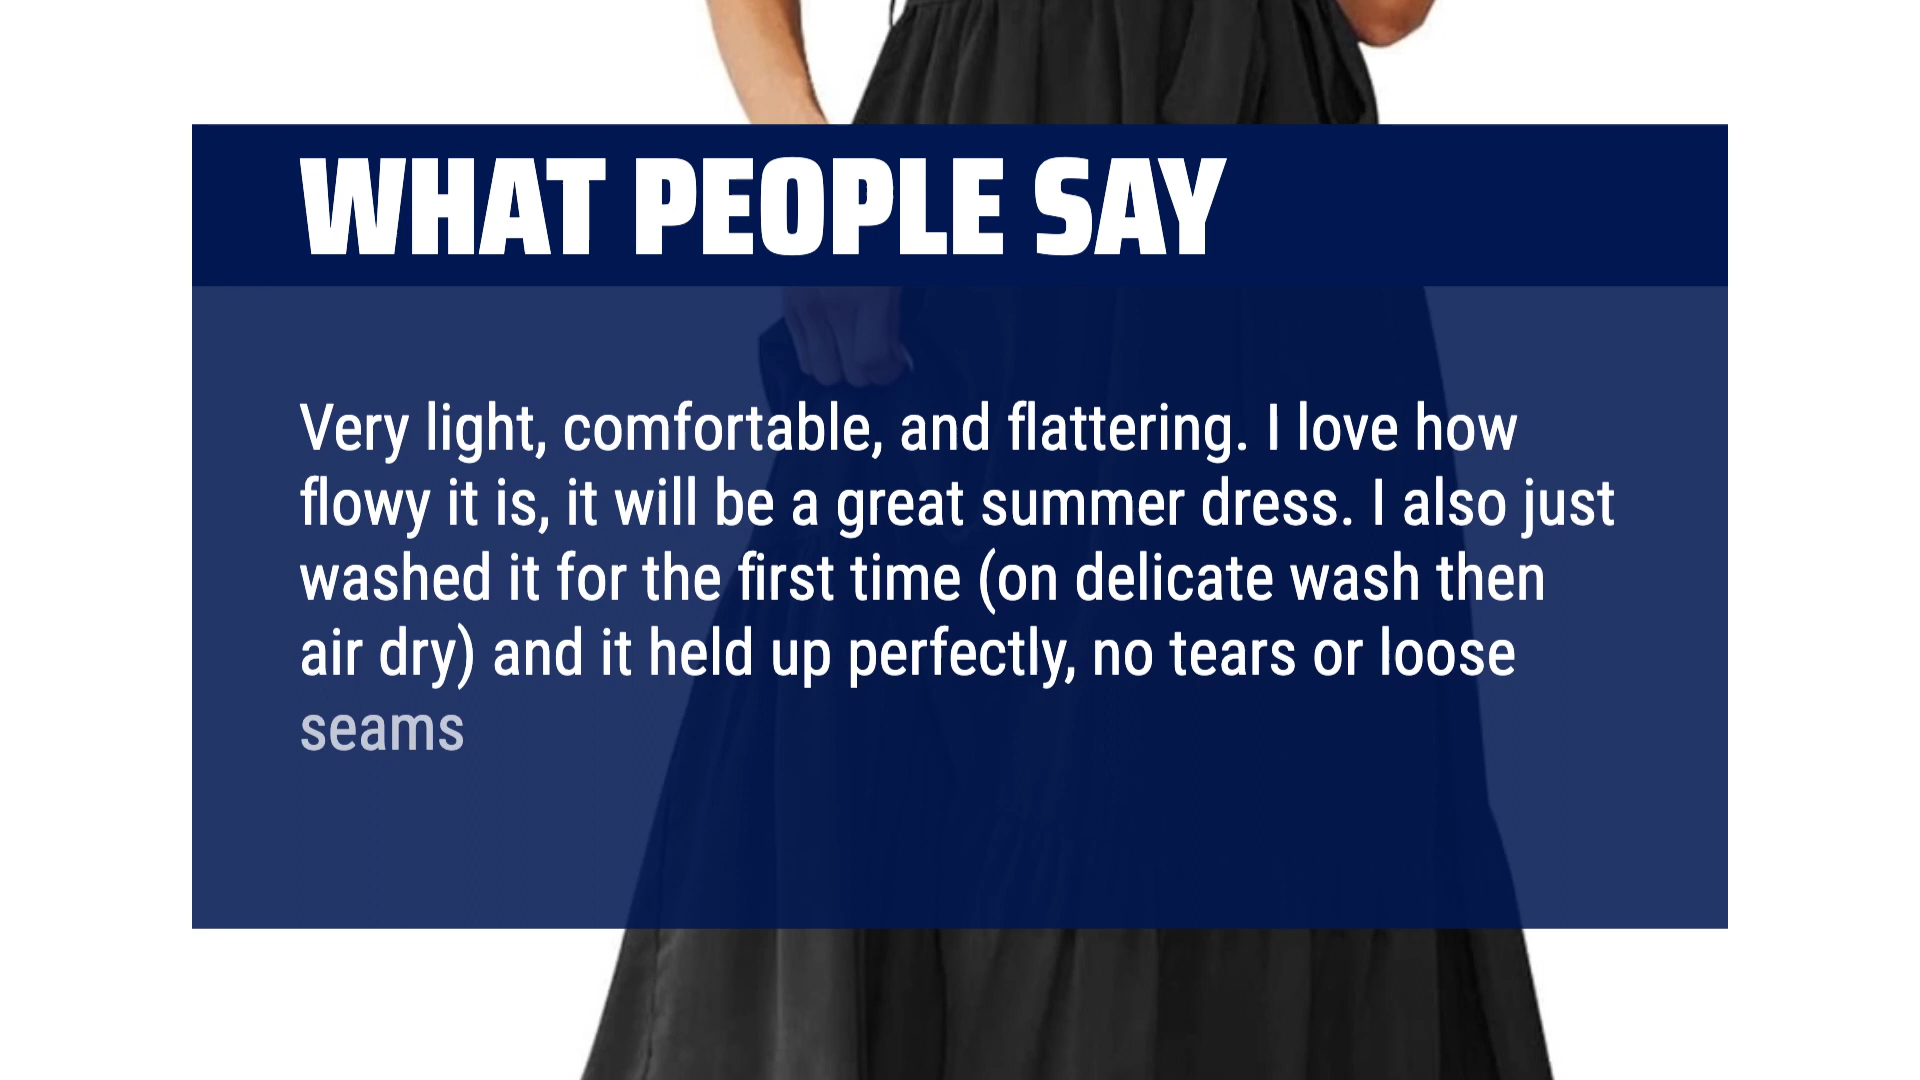 WHAT PEOPLE SAY
Very light, comfortable, and flattering. I love how
flowy it is, it will be a great summer dress. I also just
washed it for the first time (on delicate wash then
air dry) and it held up perfectly, no tears or loose
seams